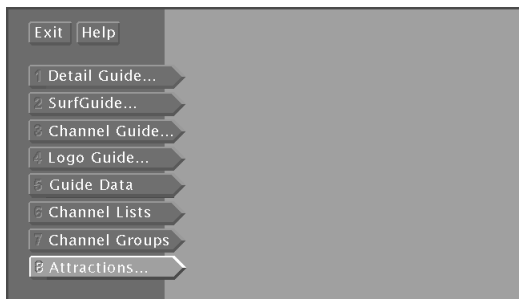 Exit Help
1 Detail Guide...
2 SurfGuide...
3 Channel Guide...
4 Logo Guide...
5 Guide Data
6 Channel Lists
7 Channel Groups
8 Attractions...